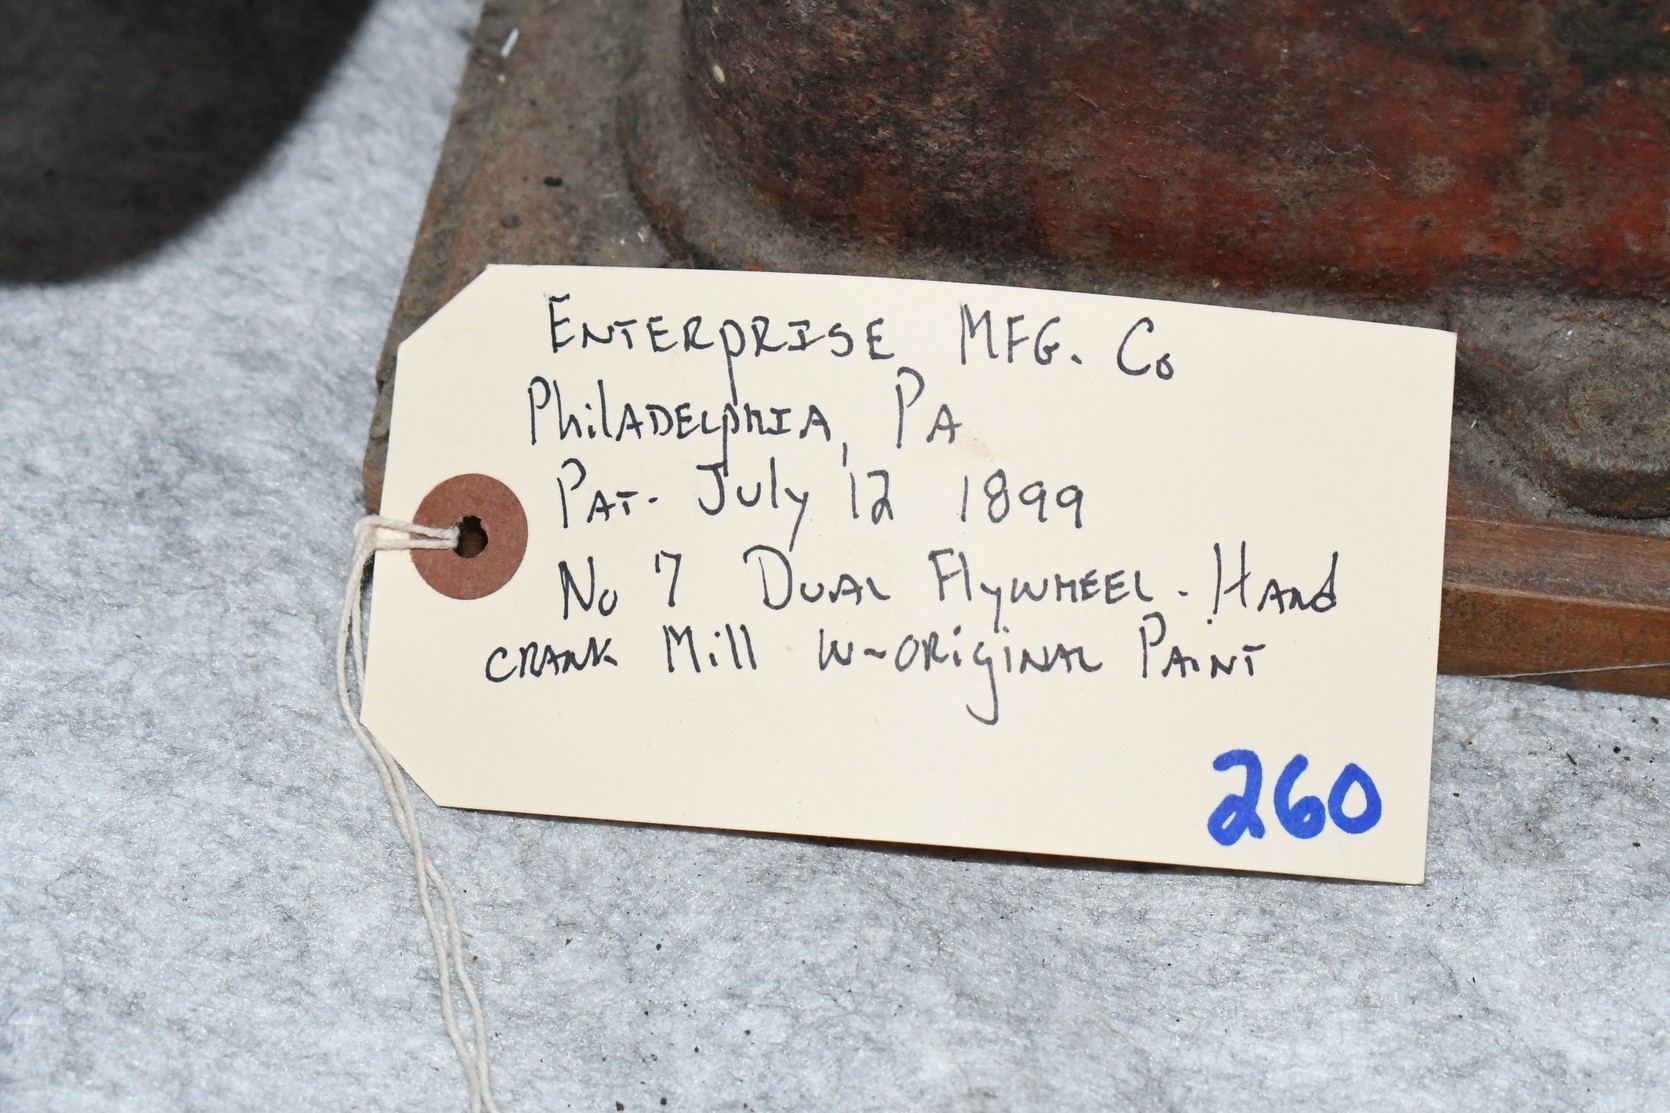 Enterprise MFG. Co
Philadelphia, PA
Pat. July 12 1899
No 7 Dual Flywheel - Hand
crank Mill w-original Paint
260